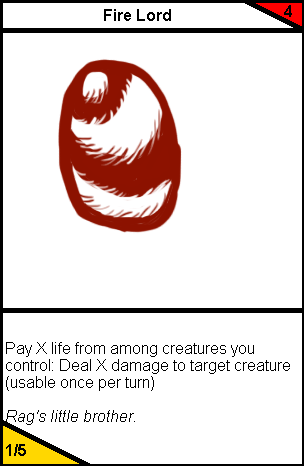 Fire Lord
4
Pay X life from among creatures you
control: Deal X damage to target creature
(usable once per turn)
Rag's little brother.
1/5